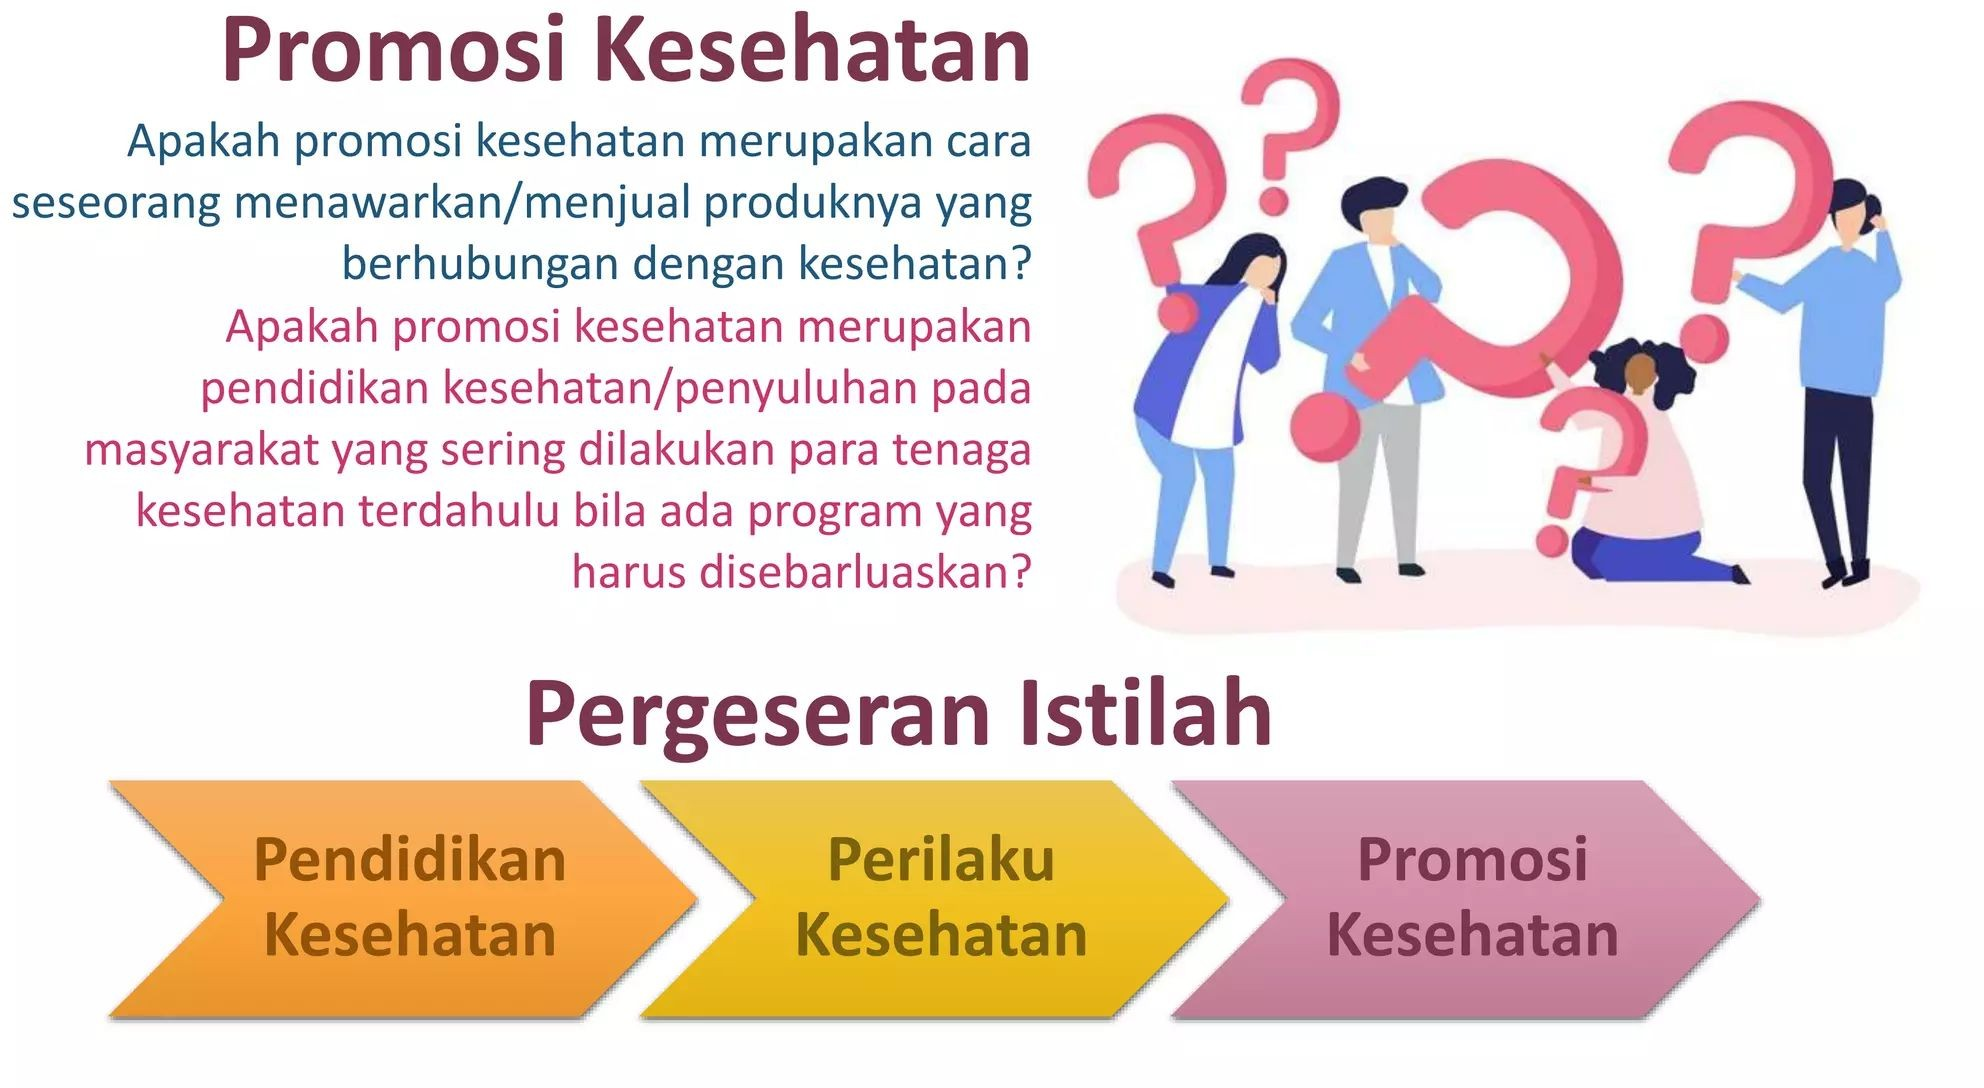 Promosi Kesehatan
Apakah promosi kesehatan merupakan cara
seseorang menawarkan/menjual produknya yang
berhubungan dengan kesehatan?
Apakah promosi kesehatan merupakan
pendidikan kesehatan/penyuluhan pada
masyarakat yang sering dilakukan para tenaga
kesehatan terdahulu bila ada program yang
harus disebarluaskan?
Pergeseran Istilah
Pendidikan
Kesehatan
Perilaku
Kesehatan
Promosi
Kesehatan